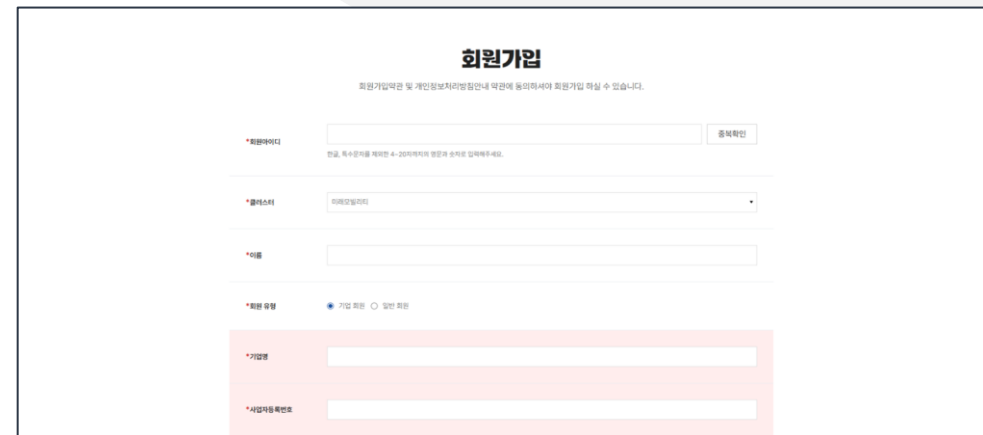 회원가입
회원가입약관 및 개인정보처리방침안내 약관에 동의하셔야 회원가입 하실 수 있습니다.
*회원아이디
중복확인
한글, 특수문자를 제외한 4~20자까지의 영문과 숫자로 입력해주세요.
*클러스터
미래모빌리티
*이름
*회원 유형
기업 회원 일반 회원
*기업명
*사업자등록번호